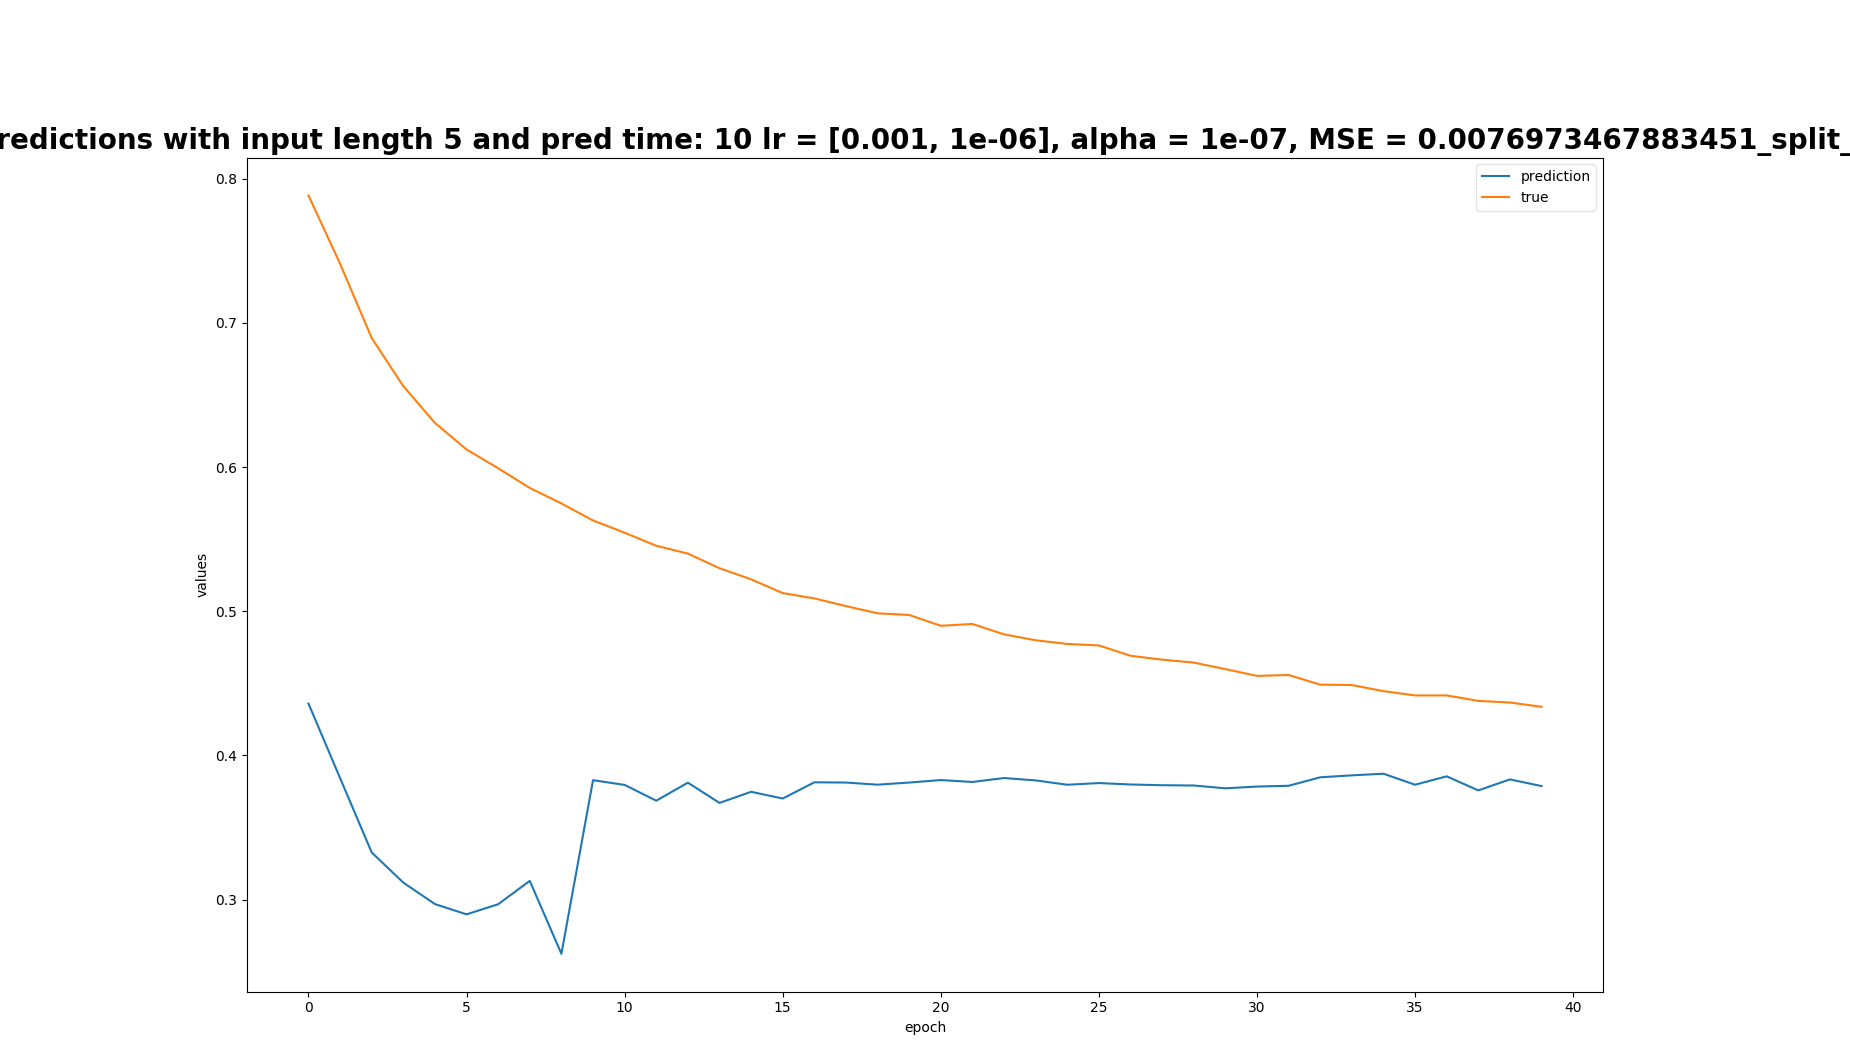 redictions with input length 5 and pred time: 10 lr = [0.001, 1e-06], alpha = 1e-07, MSE = 0.0076973467883451_split_
prediction
true
0.8
0.7
0.6
0.5
0.4
0.3
values
0 5 10 15 20 25 30 35 40
epoch